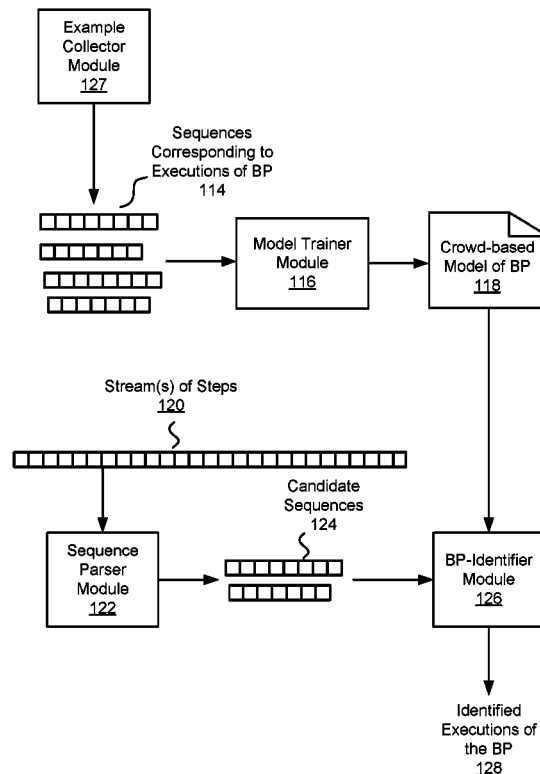 Example
Collector
Module
127
Sequences
Corresponding to
Executions of BP
114
Model Trainer
Module
116
Crowd-based
Model of BP
118
Stream(s) of Steps
120
Candidate
Sequences
124
Sequence
Parser
Module
122
BP-Identifier
Module
126
Identified
Executions of
the BP
128